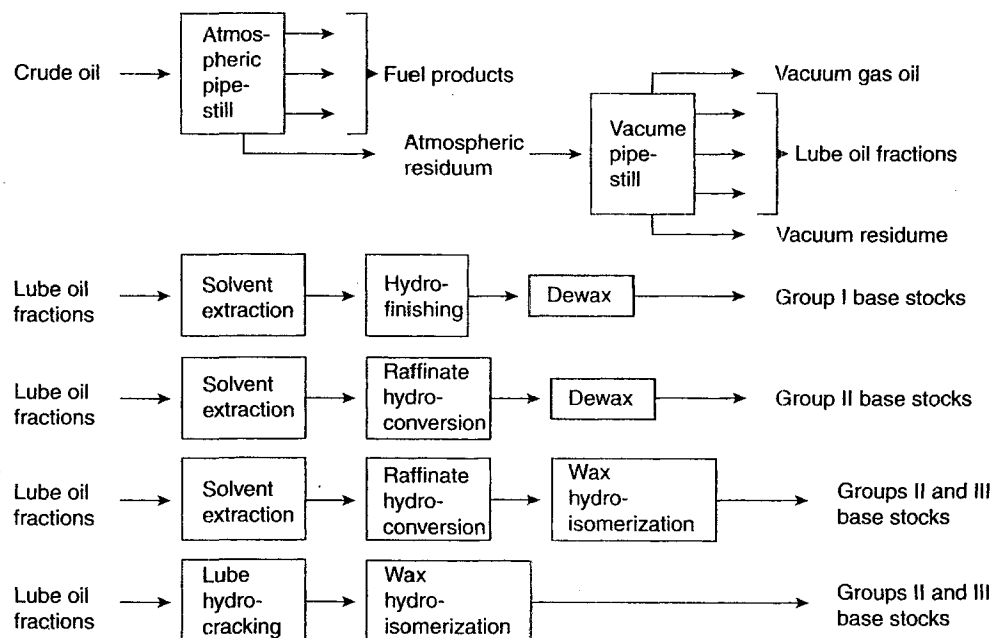 Crude oil
Atmos-
pheric
pipe-
still
Fuel products
Atmospheric
residuum
Vacume
pipe-
still
Vacuum gas oil
Lube oil fractions
Vacuum residume
Lube oil
fractions
Solvent
extraction
Hydro-
finishing
Dewax
Group I base stocks
Lube oil
fractions
Solvent
extraction
Raffinate
hydro-
conversion
Dewax
Group II base stocks
Lube oil
fractions
Solvent
extraction
Raffinate
hydro-
conversion
Wax
hydro-
isomerization
Groups II and III
base stocks
Lube oil
fractions
Lube
hydro-
cracking
Wax
hydro-
isomerization
Groups II and III
base stocks